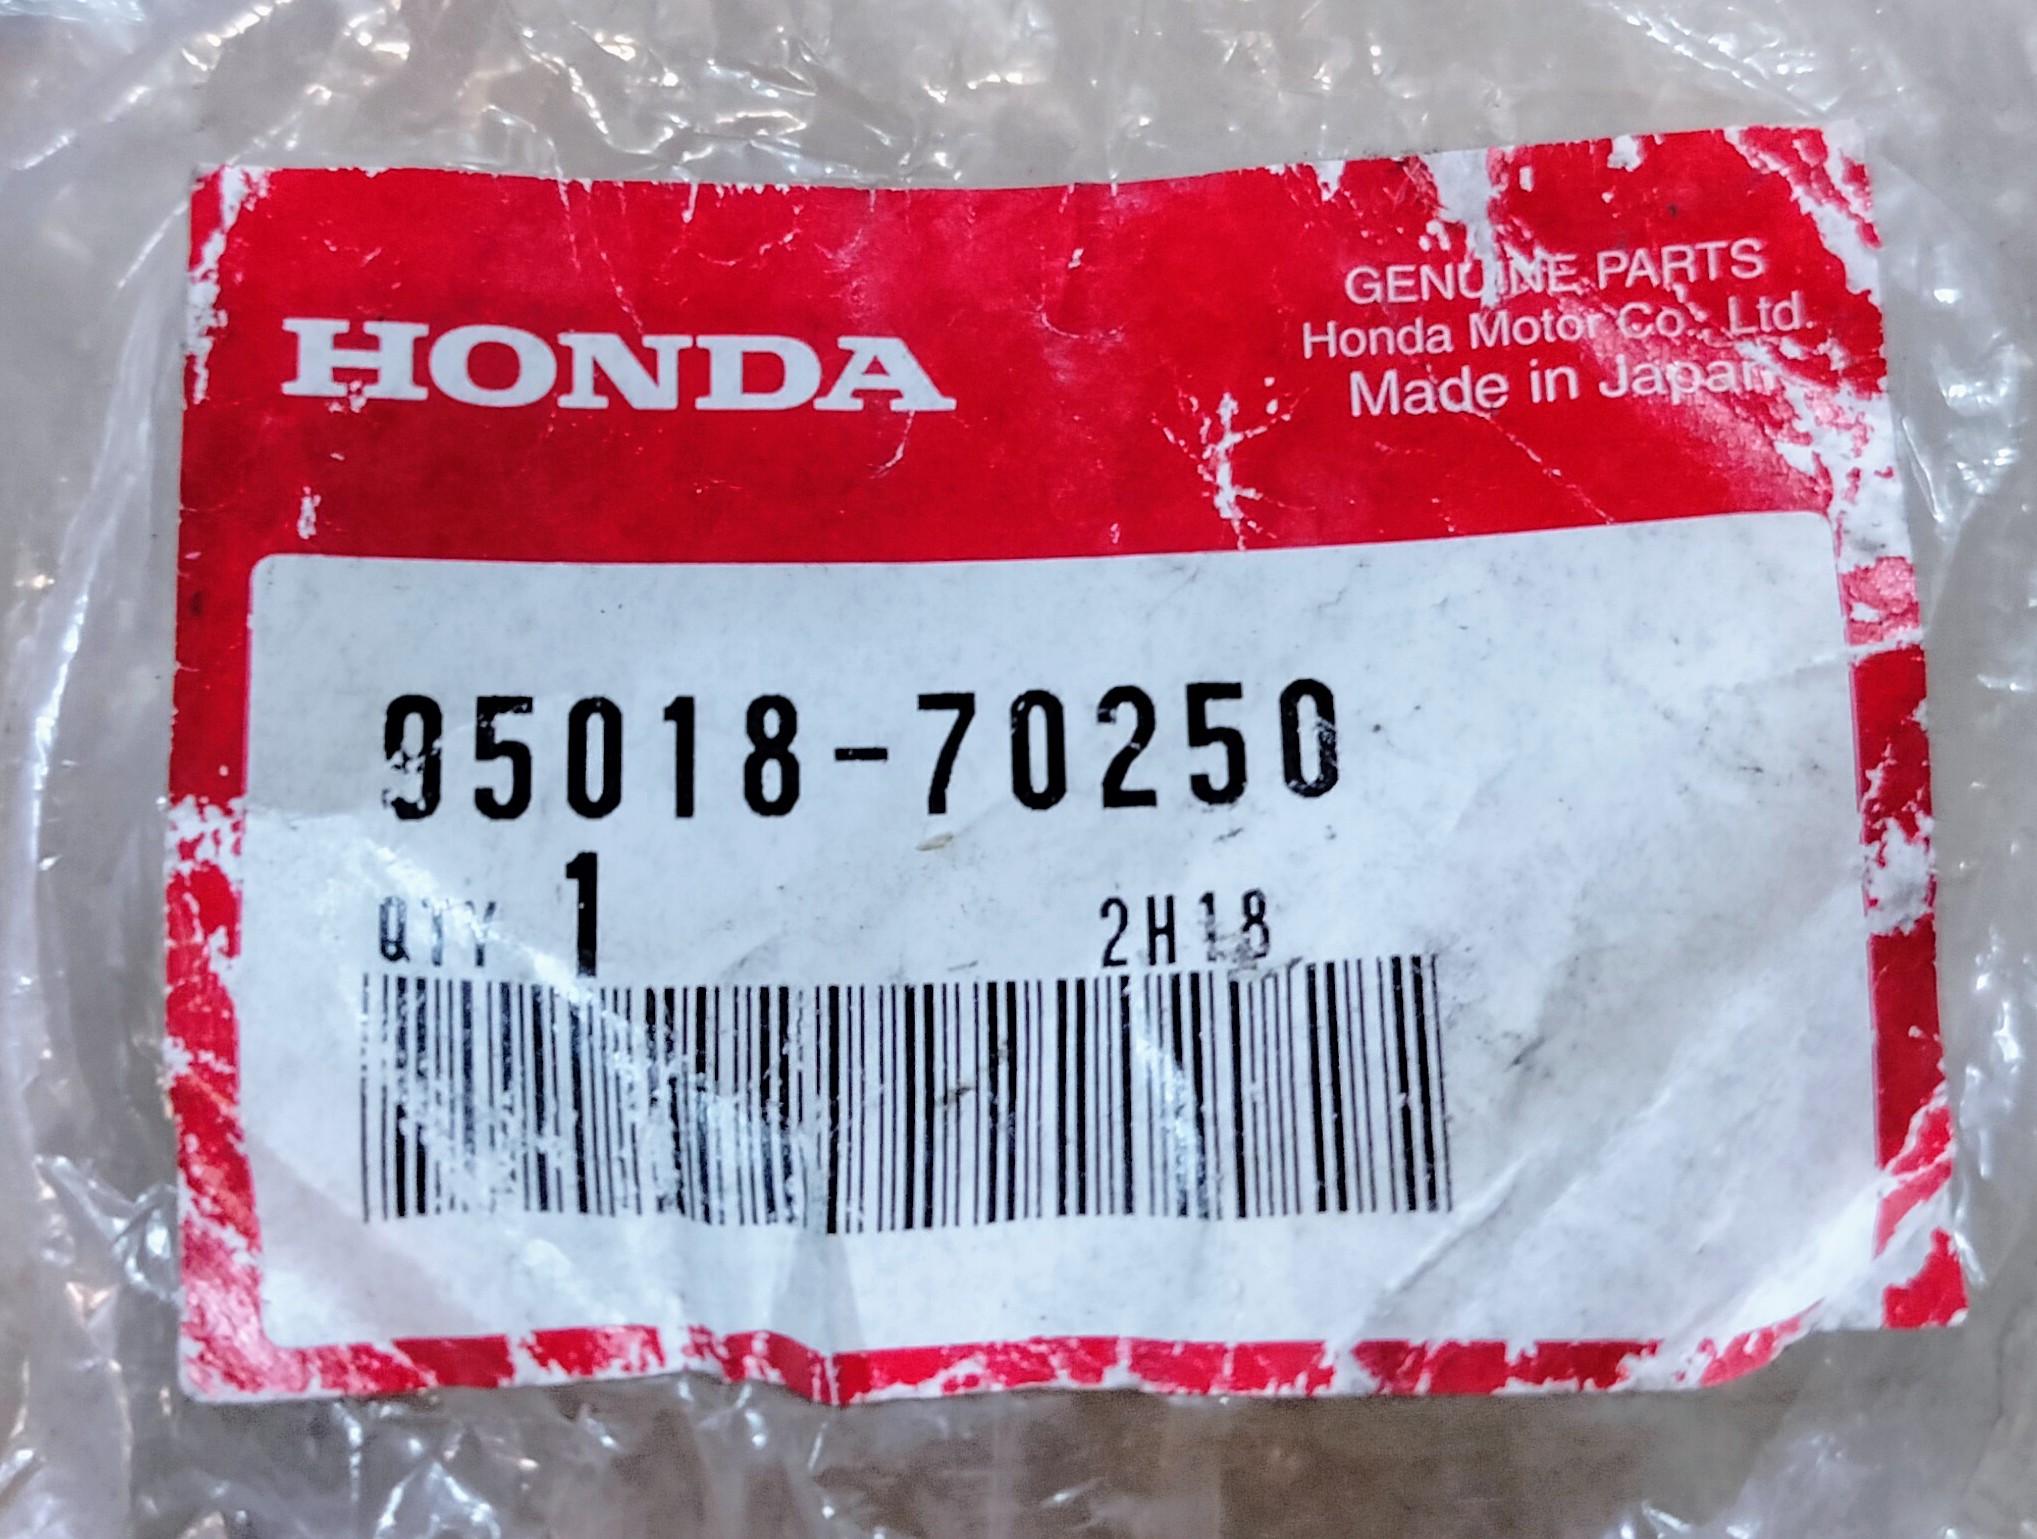 HONDA
GENUINE PARTS
Honda Motor Co., Ltd.
Made in Japan
95018-70250
QTY 1 2H18